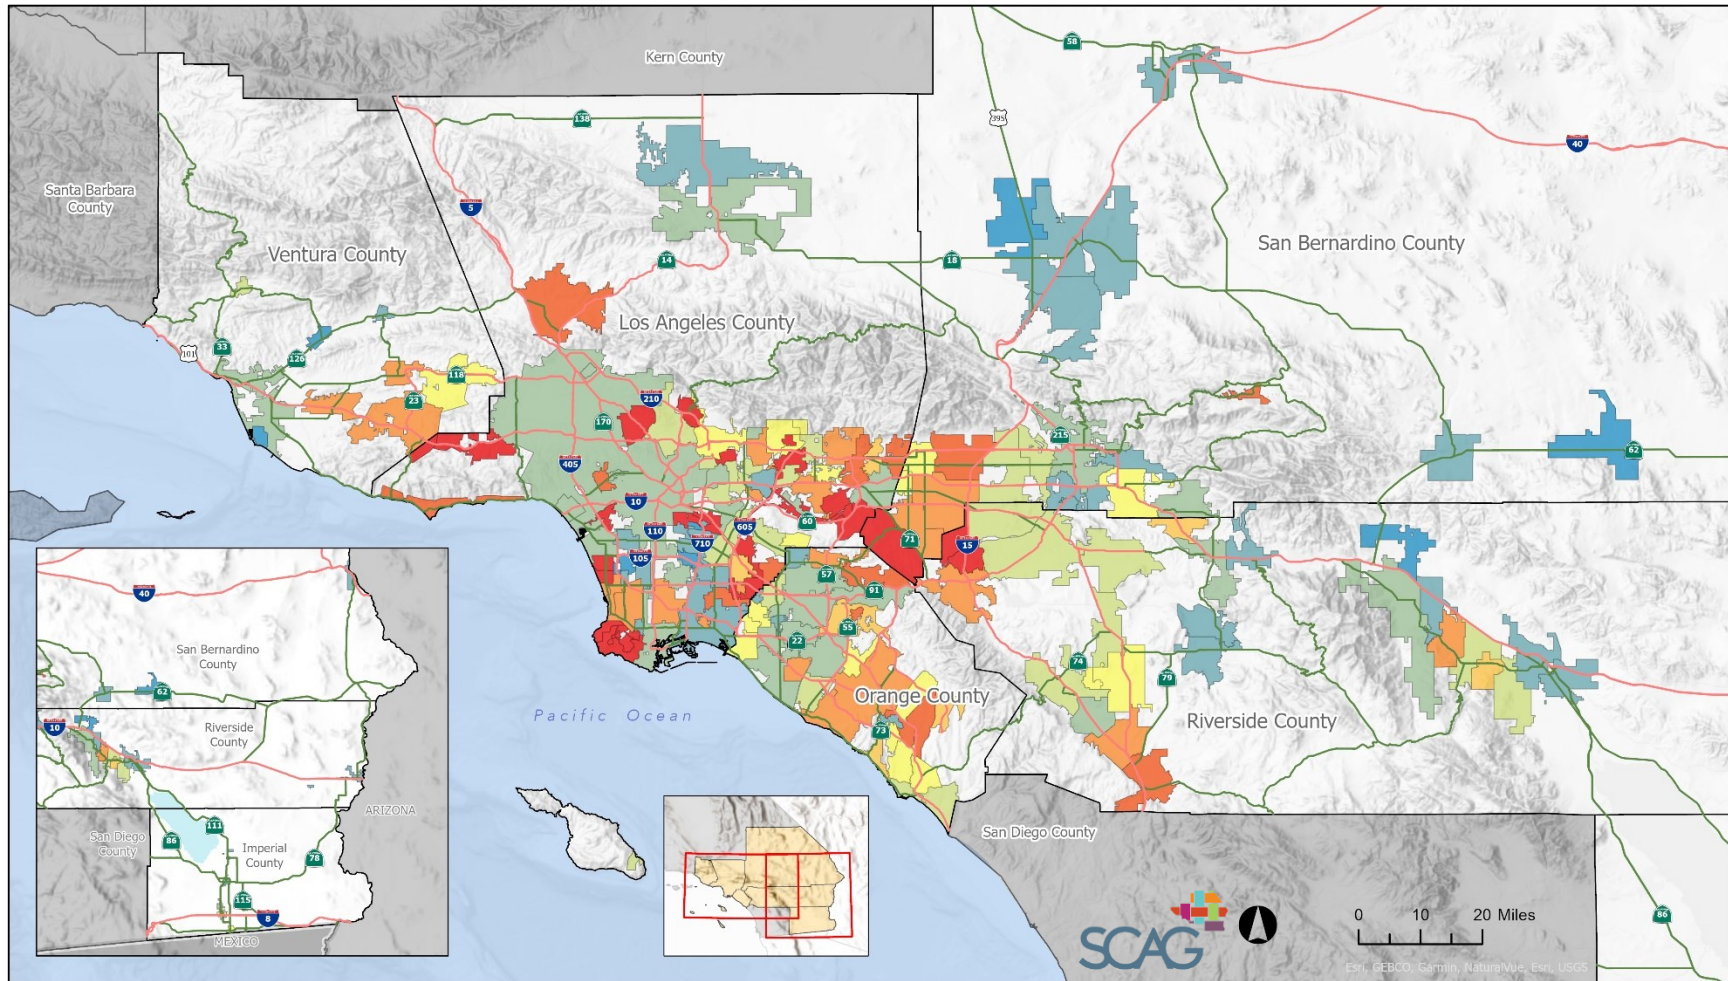 Kern County
58
138
395
40
Santa Barbara
County
5
Ventura County
San Bernardino County
14
18
Los Angeles County
33
101
126
118
23
210
170
215
62
405
10
110
605
60
710
105
71
15
57
91
55
22
74
79
Orange County
73
Riverside County
Pacific Ocean
San Diego County
86
40
San Bernardino
County
62
Riverside
County
10
ARIZONA
San Diego
County
86
111
Imperial
County
78
115
8
MEXICO
SCAG
0 10 20 Miles
Esri, GEBCO, Garmin, NaturalVue, Esri, USGS